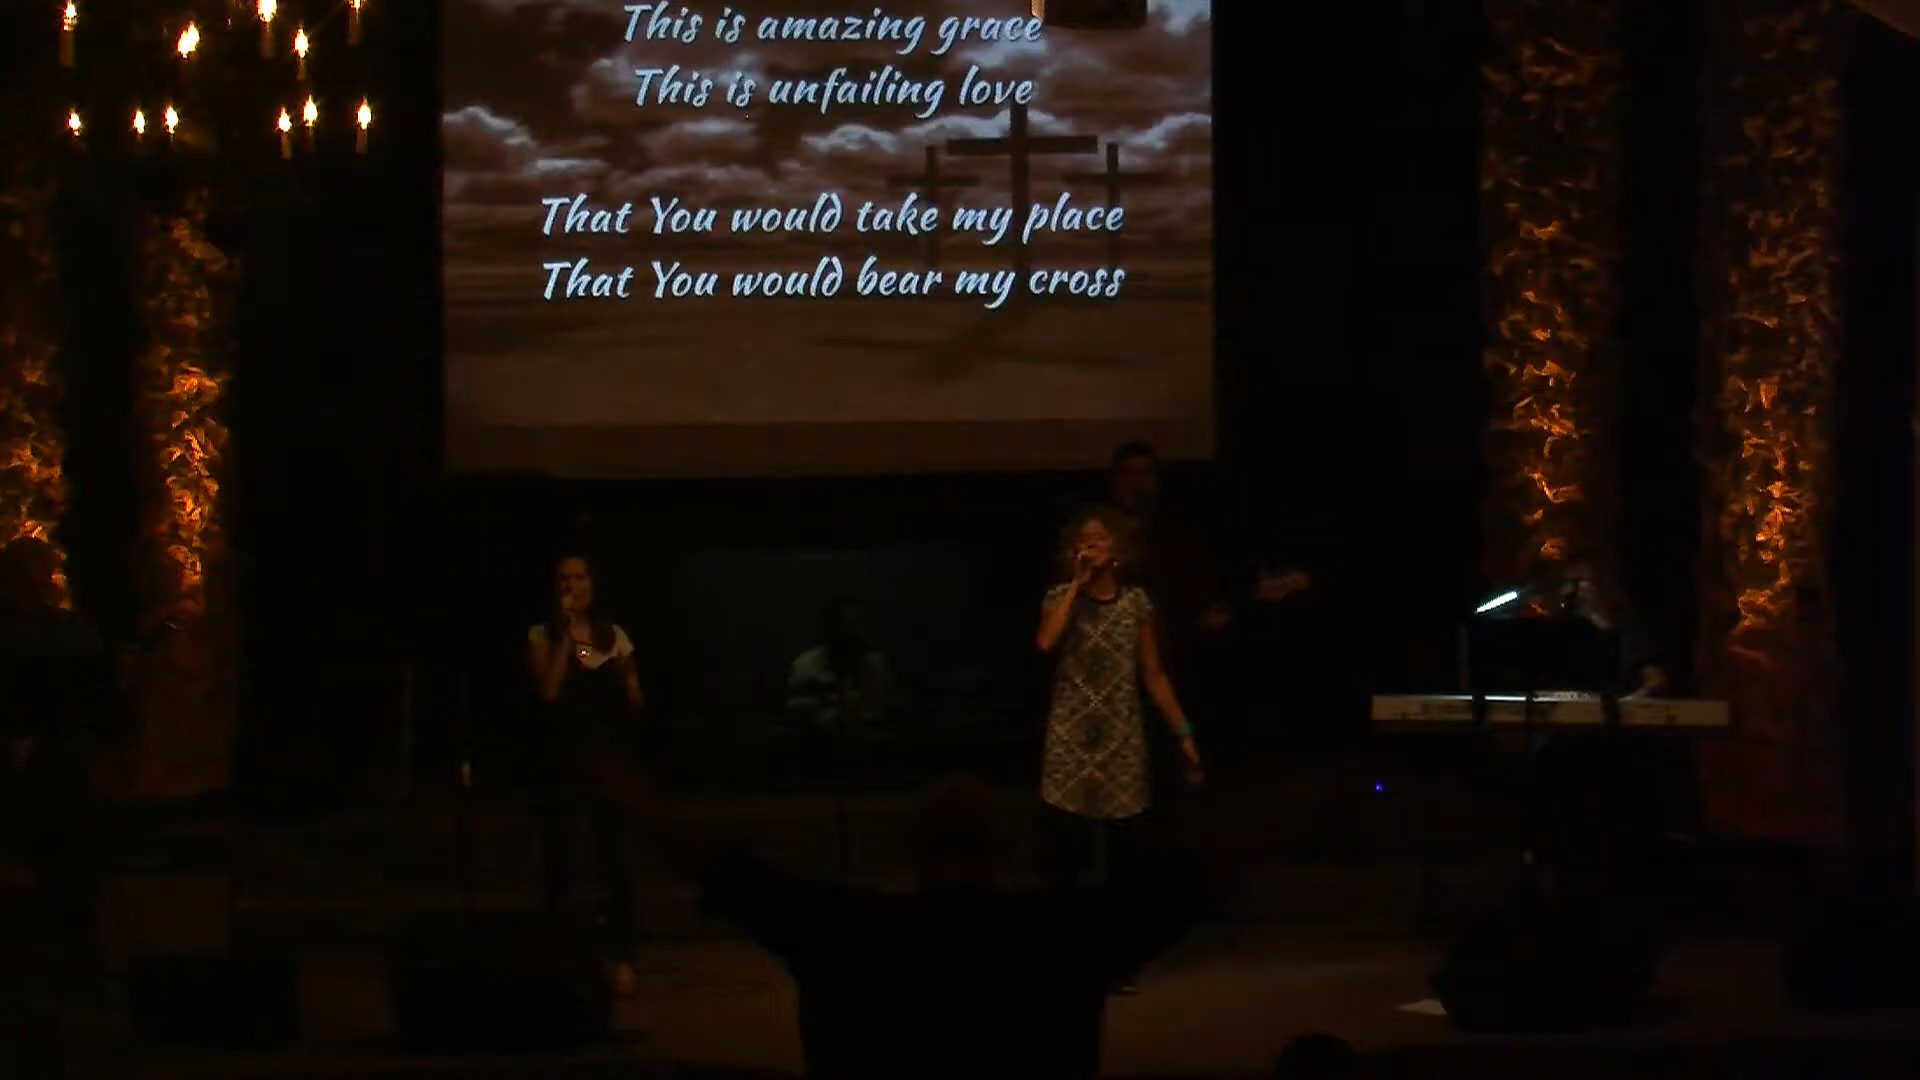 This is amazing grace
This is unfailing love
That You would take my place
That You would bear my cross